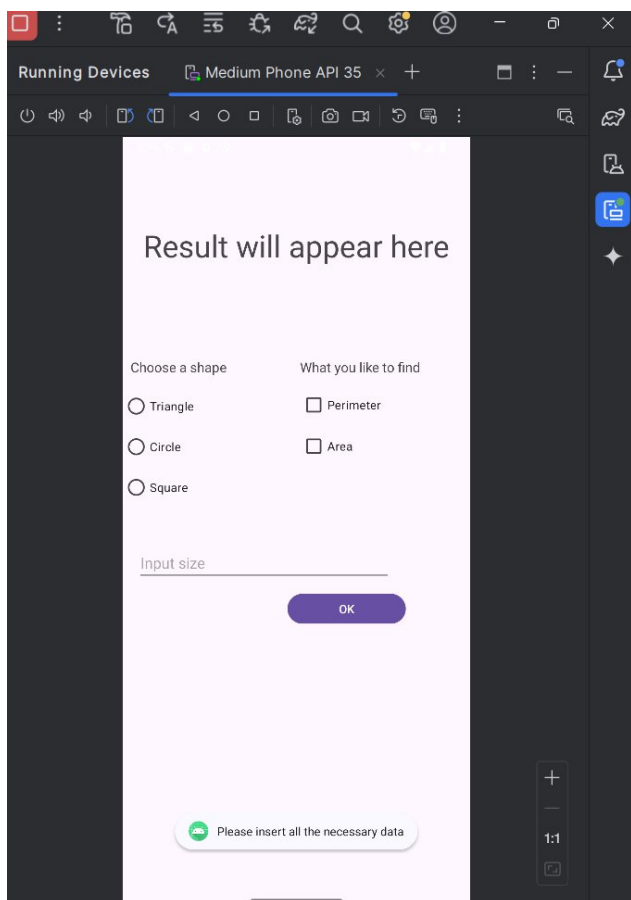 Running Devices
Medium Phone API 35
Result will appear here
Choose a shape
What you like to find
Triangle
Perimeter
Circle
Area
Square
Input size
OK
Please insert all the necessary data
1:1